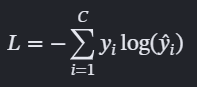 L = − ∑_{i=1}^{C} y_i log(ŷ_i)